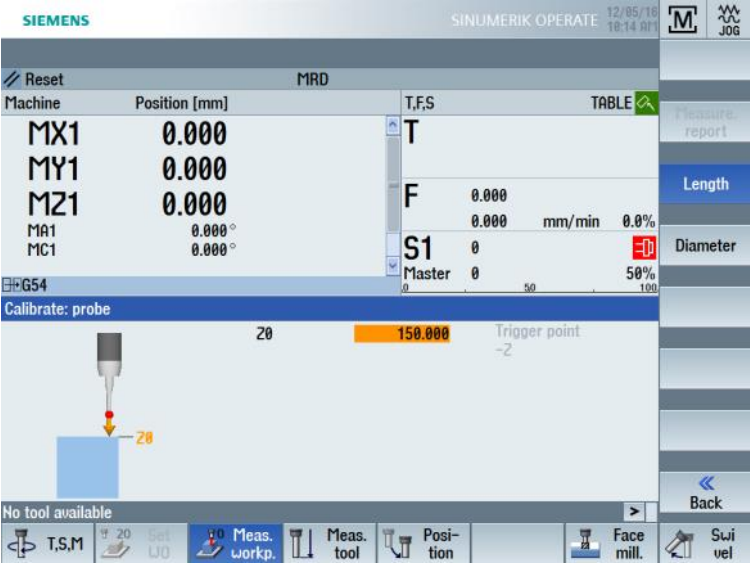 SIEMENS
SINUMERIK OPERATE
12/05/16
10:14 AM
M
JOG
Reset
MRD
Machine
Position [mm]
T,F,S
TABLE
MX1 0.000
MY1 0.000
MZ1 0.000
MA1 0.000°
MC1 0.000°
G54
T
F 0.000
0.000 mm/min 0.0%
S1 0
Master 0 50%
0 50 100
Calibrate: probe
Z0 150.000
Trigger point
-Z
Z0
No tool available
Measure.
report
Length
Diameter
Back
T,S,M
Set
WO
Meas.
workp.
Meas.
tool
Posi-
tion
Face
mill.
Swi
vel